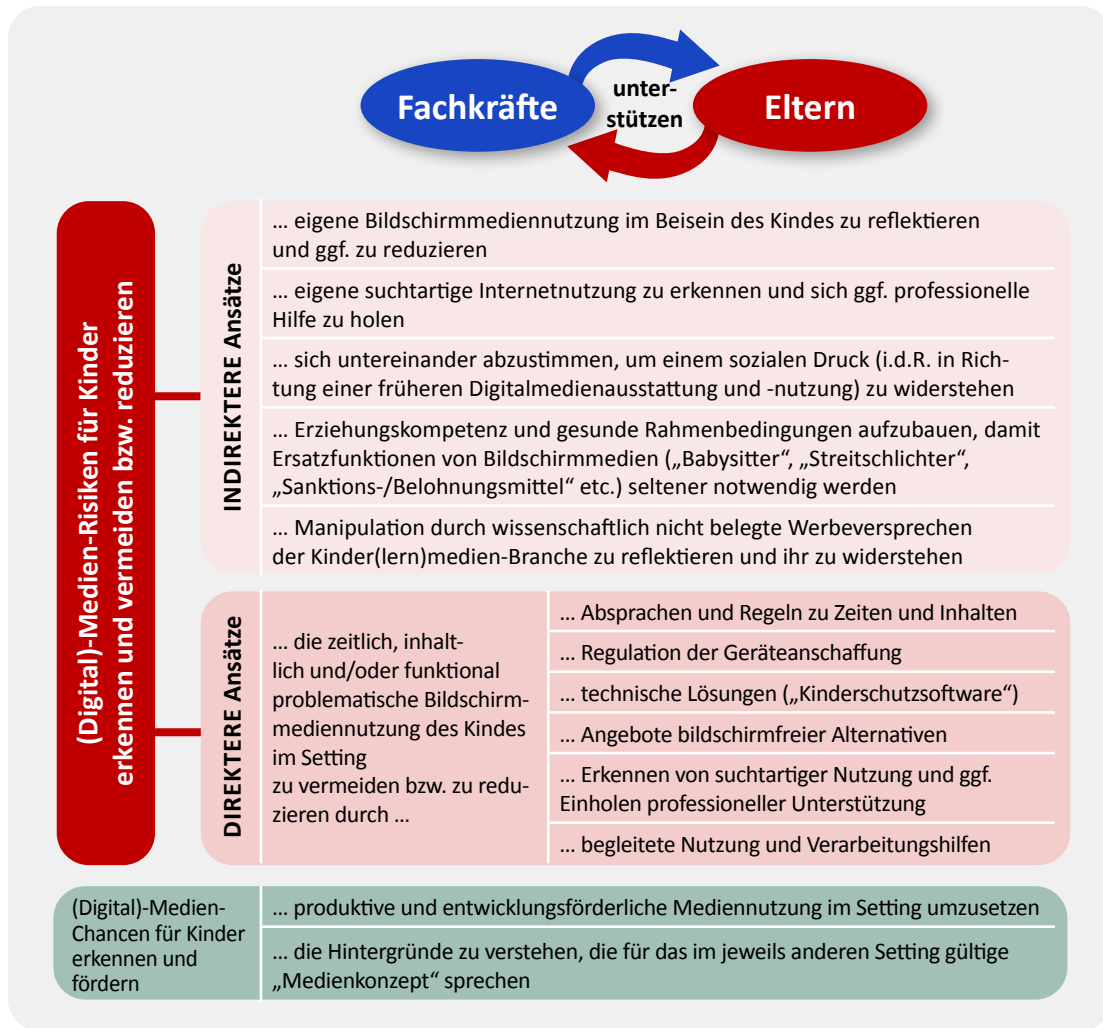 Fachkräfte
unter-
stützen
Eltern
(Digital)-Medien-Risiken für Kinder
erkennen und vermeiden bzw. reduzieren
INDIREKTERE Ansätze
... eigene Bildschirmmediennutzung im Beisein des Kindes zu reflektieren
und ggf. zu reduzieren
... eigene suchtartige Internetnutzung zu erkennen und sich ggf. professionelle
Hilfe zu holen
... sich untereinander abzustimmen, um einem sozialen Druck (i.d.R. in Rich-
tung einer früheren Digitalmedienausstattung und -nutzung) zu widerstehen
... Erziehungskompetenz und gesunde Rahmenbedingungen aufzubauen, damit
Ersatzfunktionen von Bildschirmmedien („Babysitter“, „Streitschlichter“,
„Sanktions-/Belohnungsmittel“ etc.) seltener notwendig werden
... Manipulation durch wissenschaftlich nicht belegte Werbeversprechen
der Kinder(lern)medien-Branche zu reflektieren und ihr zu widerstehen
DIREKTERE Ansätze
... die zeitlich, inhalt-
lich und/oder funktional
problematische Bildschirm-
mediennutzung des Kindes
im Setting
zu vermeiden bzw. zu redu-
zieren durch ...
... Absprachen und Regeln zu Zeiten und Inhalten
... Regulation der Geräteanschaffung
... technische Lösungen („Kinderschutzsoftware“)
... Angebote bildschirmfreier Alternativen
... Erkennen von suchtartiger Nutzung und ggf.
Einholen professioneller Unterstützung
... begleitete Nutzung und Verarbeitungshilfen
(Digital)-Medien-
Chancen für Kinder
erkennen und
fördern
... produktive und entwicklungsförderliche Mediennutzung im Setting umzusetzen
... die Hintergründe zu verstehen, die für das im jeweils anderen Setting gültige
„Medienkonzept“ sprechen